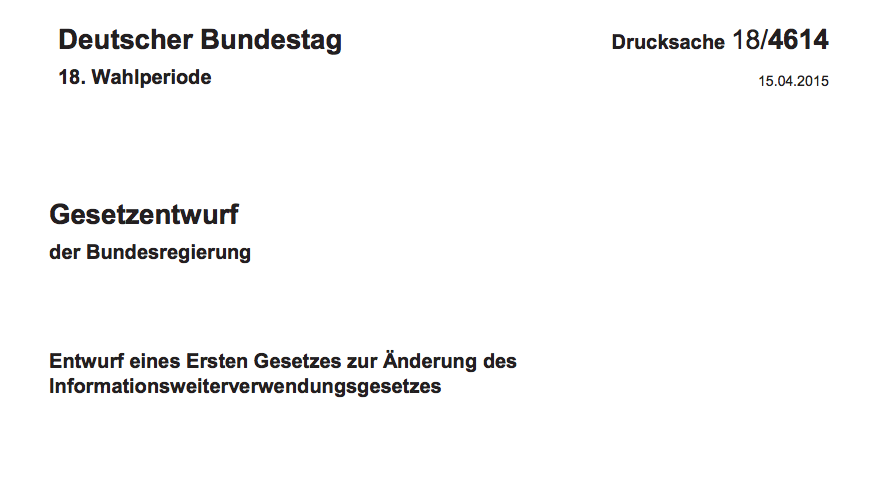 Deutscher Bundestag
Drucksache 18/4614
18. Wahlperiode
15.04.2015
Gesetzentwurf
der Bundesregierung
Entwurf eines Ersten Gesetzes zur Änderung des
Informationsweiterverwendungsgesetzes